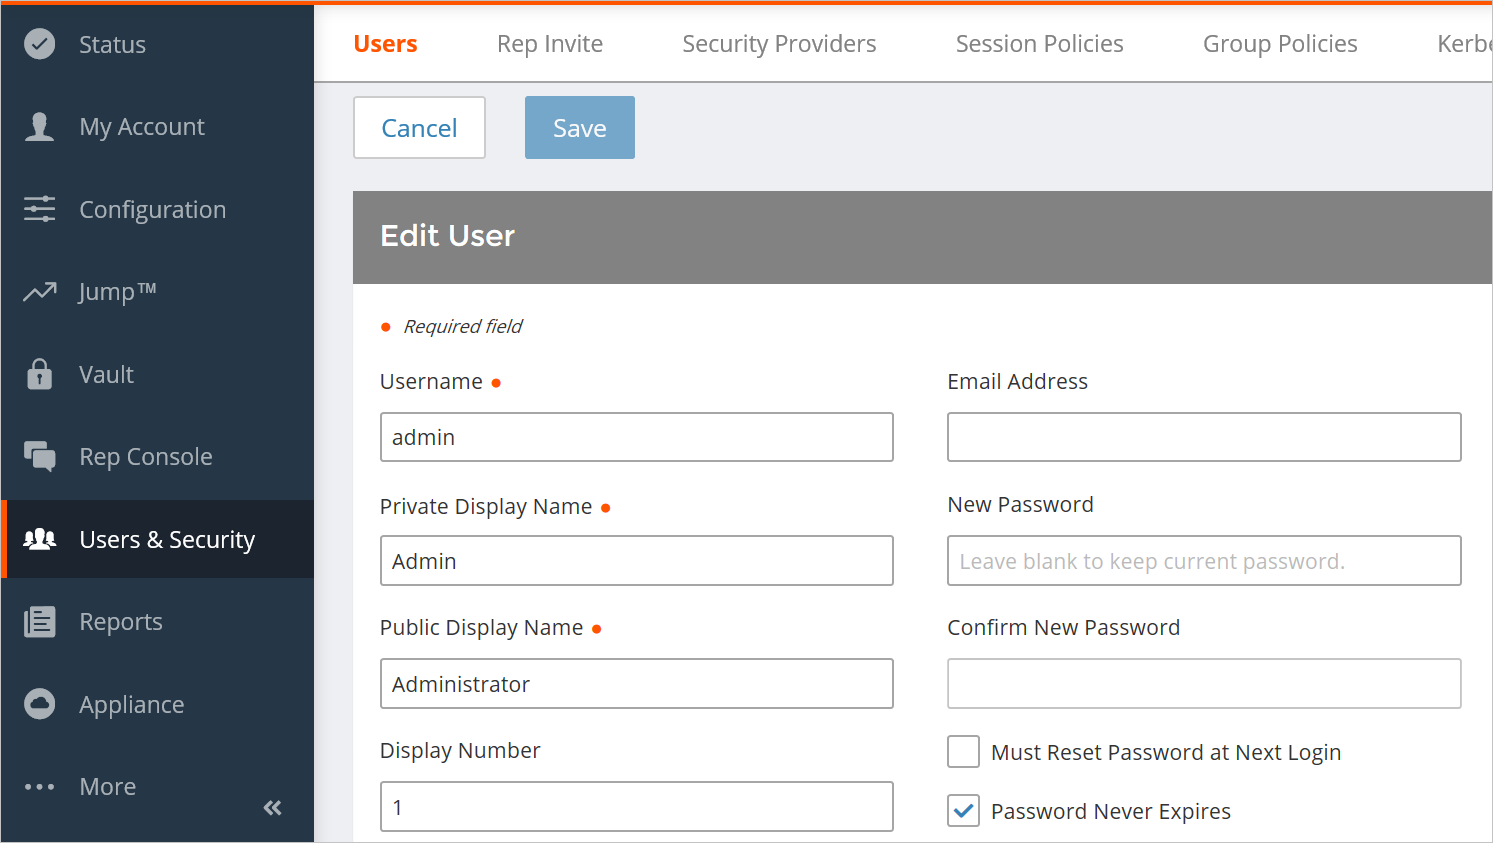 Status
My Account
Configuration
Jump™
Vault
Rep Console
Users & Security
Reports
Appliance
More
Users Rep Invite Security Providers Session Policies Group Policies Kerbe
Cancel Save
Edit User
Required field
Username
admin
Email Address
Private Display Name
Admin
New Password
Leave blank to keep current password.
Public Display Name
Administrator
Confirm New Password
Display Number
1
Must Reset Password at Next Login
Password Never Expires